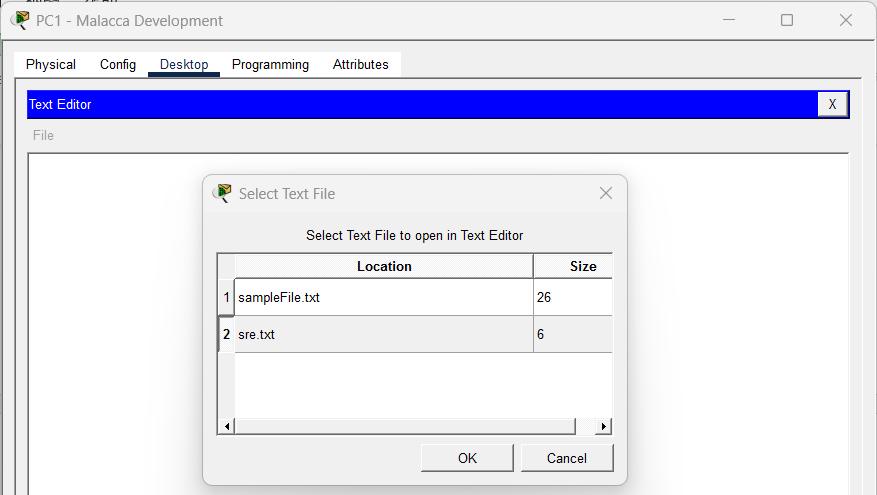 PC1 - Malacca Development
Physical Config Desktop Programming Attributes
Text Editor X
File
Select Text File
Select Text File to open in Text Editor
Location Size
1 sampleFile.txt 26
2 sre.txt 6
OK Cancel